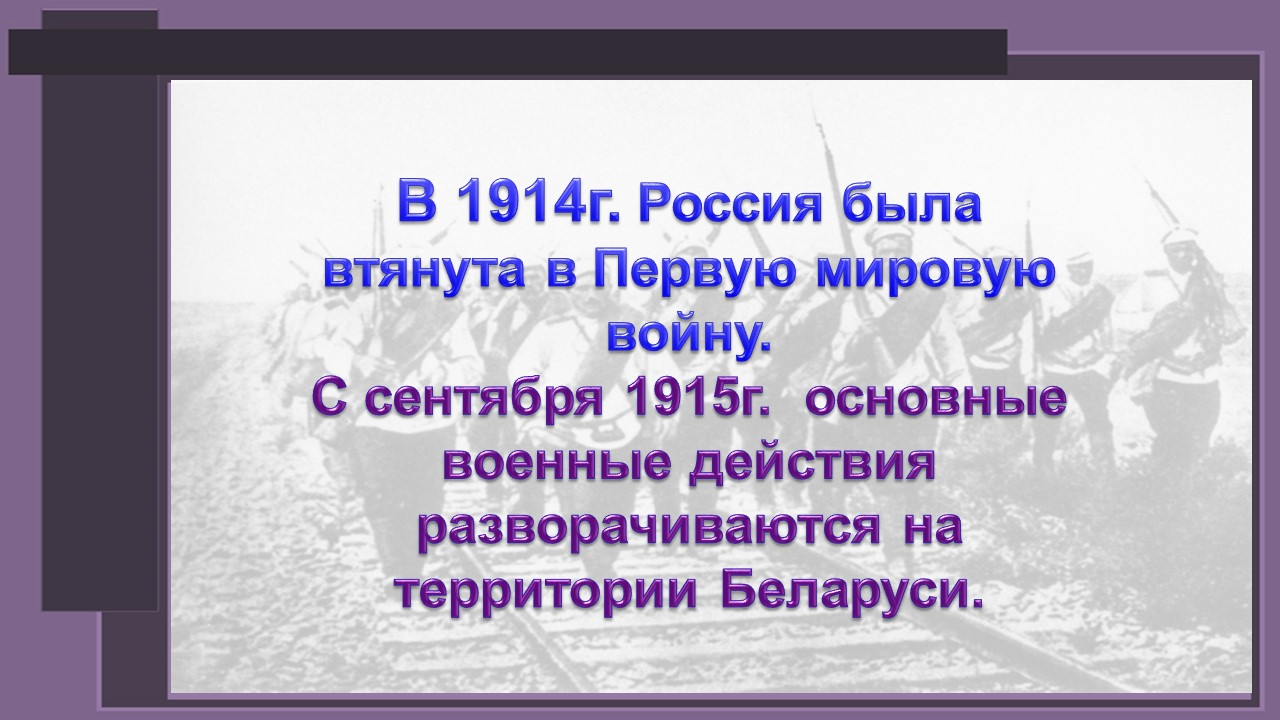 В 1914г. Россия была
втянута в Первую мировую
войну.
С сентября 1915г.  основные
военные действия
разворачиваются на
территории Беларуси.